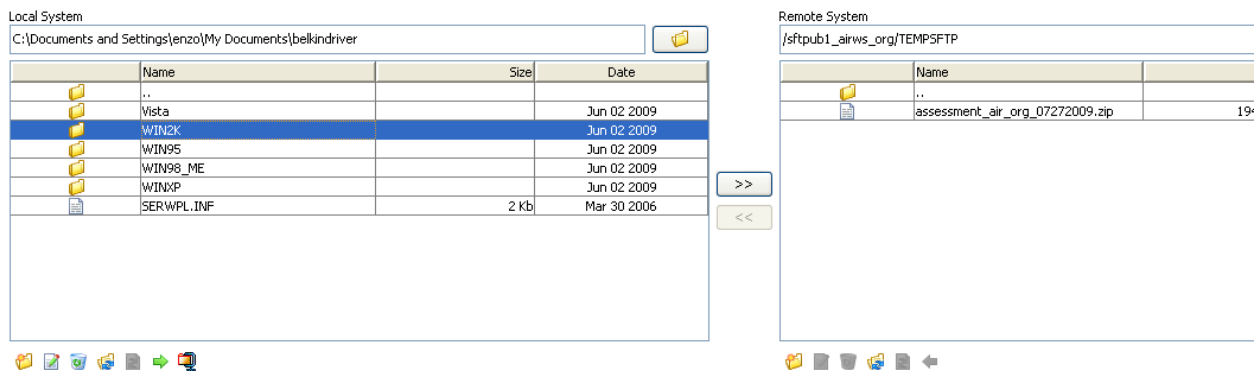 Local System
C:\Documents and Settings\enzo\My Documents\belkindriver
Name Size Date
..
Vista Jun 02 2009
WIN2K Jun 02 2009
WIN95 Jun 02 2009
WIN98_ME Jun 02 2009
WINXP Jun 02 2009
SERWPL.INF 2 Kb Mar 30 2006
>>
<<
Remote System
/sftpub1_airws_org/TEMPSFTP
Name
..
assessment_air_org_07272009.zip 194